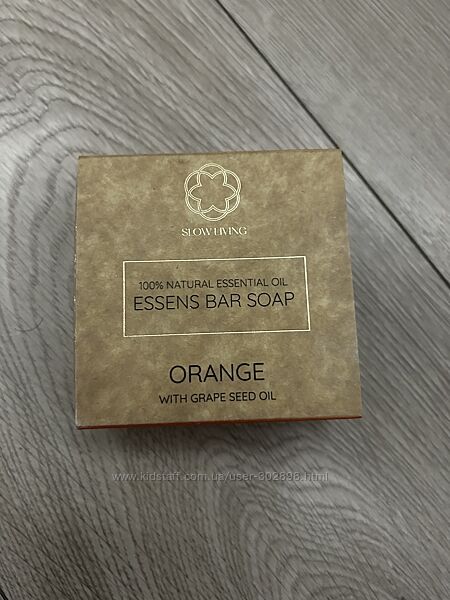 SLOW LIVING
100% NATURAL ESSENTIAL OIL
ESSENS BAR SOAP
ORANGE
WITH GRAPE SEED OIL
www.kidstaff.com.ua/user-302898.html